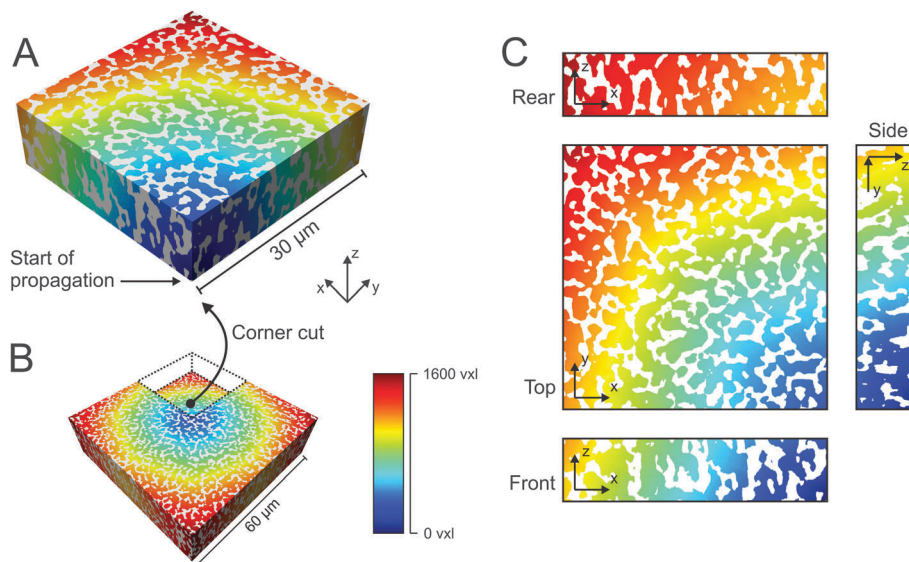 A
30 µm
Start of
propagation
z
x
y
Corner cut
B
60 µm
1600 vxl
0 vxl
C
Rear
z
x
Side
z
y
Top
y
x
Front
z
x